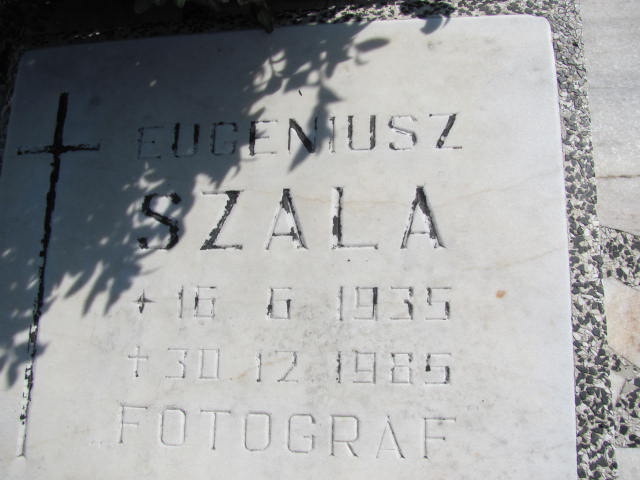 EUGENIUSZ
SZALA
✦ 16 6 1935
† 30 12 1985
FOTOGRAF